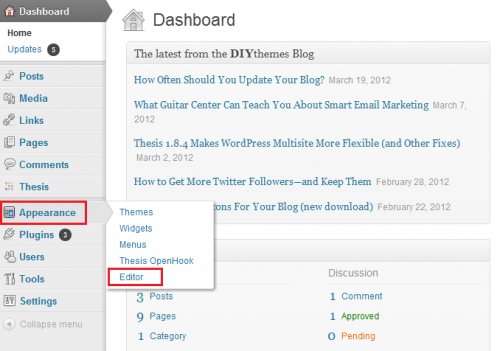 Dashboard
Home
Updates 5
Posts
Media
Links
Pages
Comments
Thesis
Appearance
Plugins 3
Users
Tools
Settings
Collapse menu
Themes
Widgets
Menus
Thesis OpenHook
Editor
Dashboard
The latest from the DIYthemes Blog
How Often Should You Update Your Blog? March 19, 2012
What Guitar Center Can Teach You About Smart Email Marketing March 7,
2012
Thesis 1.8.4 Makes WordPress Multisite More Flexible (and Other Fixes)
March 2, 2012
How to Get More Twitter Followers—and Keep Them February 28, 2012
For Your Blog (new download) February 22, 2012
Discussion
3 Posts 1 Comment
9 Pages 1 Approved
1 Category 0 Pending